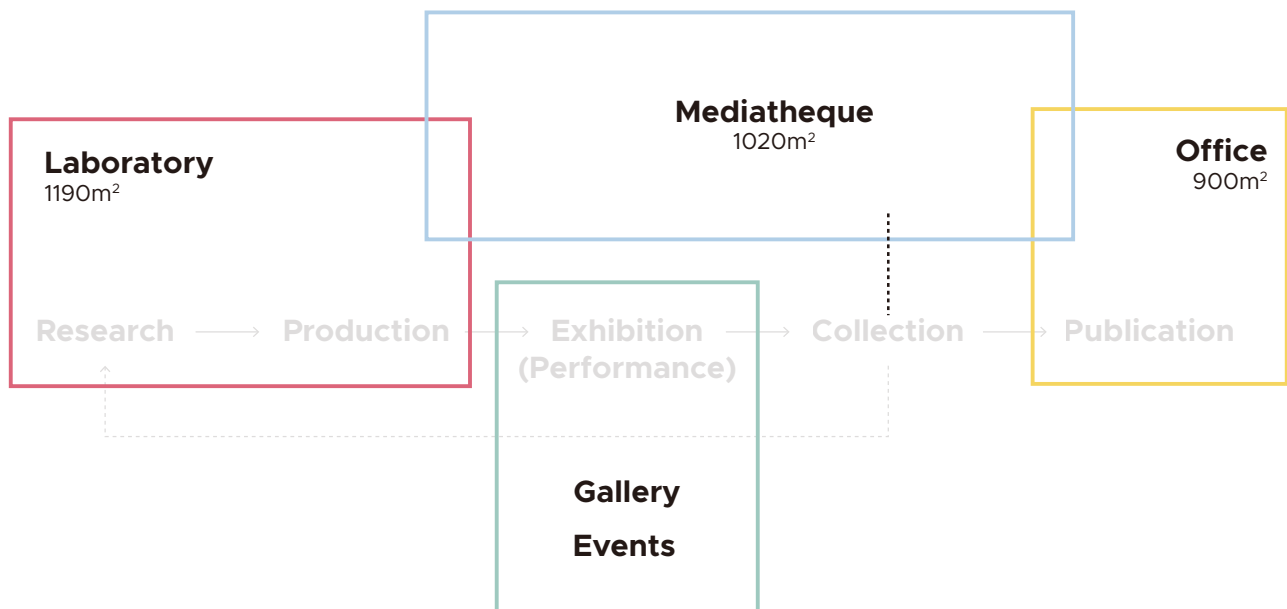 Mediatheque
1020m²
Laboratory
1190m²
Office
900m²
Research
Production
Exhibition
(Performance)
Collection
Publication
Gallery
Events